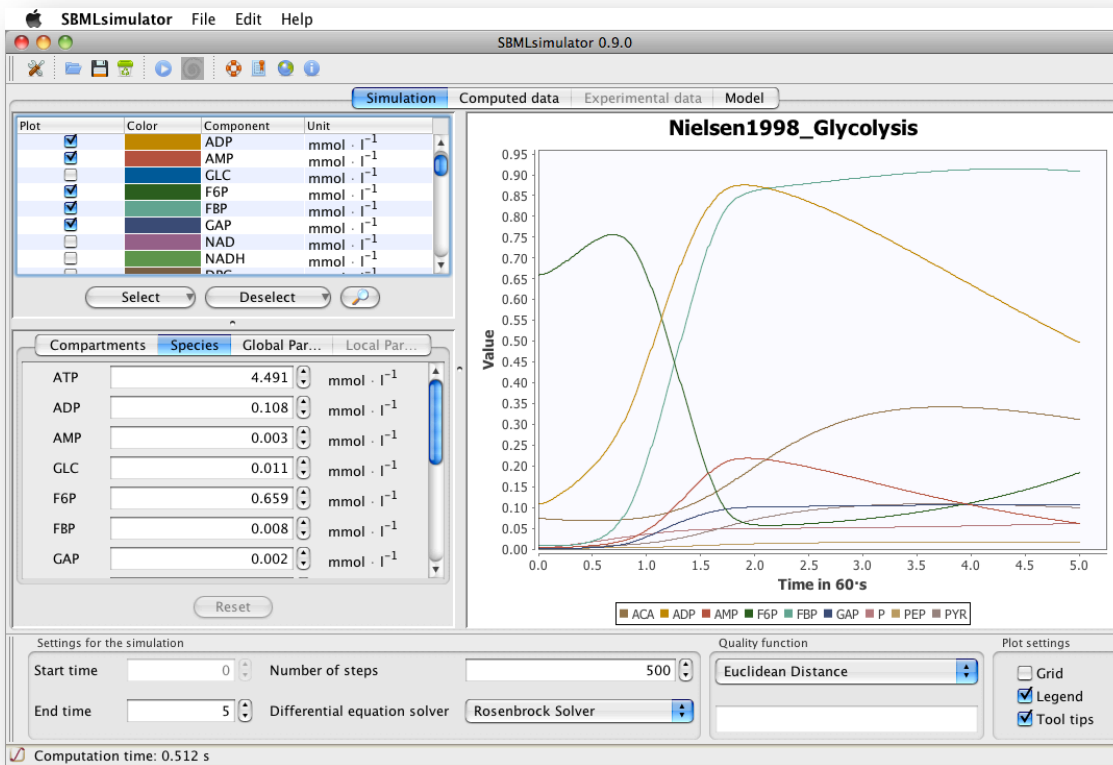 SBMLsimulator File Edit Help
SBMLsimulator 0.9.0
Simulation Computed data Experimental data Model
Plot Color Component Unit
ADP mmol · l⁻¹
AMP mmol · l⁻¹
GLC mmol · l⁻¹
F6P mmol · l⁻¹
FBP mmol · l⁻¹
GAP mmol · l⁻¹
NAD mmol · l⁻¹
NADH mmol · l⁻¹
Select Deselect
Compartments Species Global Par... Local Par...
ATP 4.491 mmol · l⁻¹
ADP 0.108 mmol · l⁻¹
AMP 0.003 mmol · l⁻¹
GLC 0.011 mmol · l⁻¹
F6P 0.659 mmol · l⁻¹
FBP 0.008 mmol · l⁻¹
GAP 0.002 mmol · l⁻¹
Reset
Nielsen1998_Glycolysis
0.95
0.90
0.85
0.80
0.75
0.70
0.65
0.60
0.55
0.50
0.45
0.40
0.35
0.30
0.25
0.20
0.15
0.10
0.05
0.00
Value
0.0 0.5 1.0 1.5 2.0 2.5 3.0 3.5 4.0 4.5 5.0
Time in 60·s
ACA ADP AMP F6P FBP GAP P PEP PYR
Settings for the simulation
Start time 0 Number of steps 500
End time 5 Differential equation solver Rosenbrock Solver
Quality function
Euclidean Distance
Plot settings
Grid
Legend
Tool tips
Computation time: 0.512 s